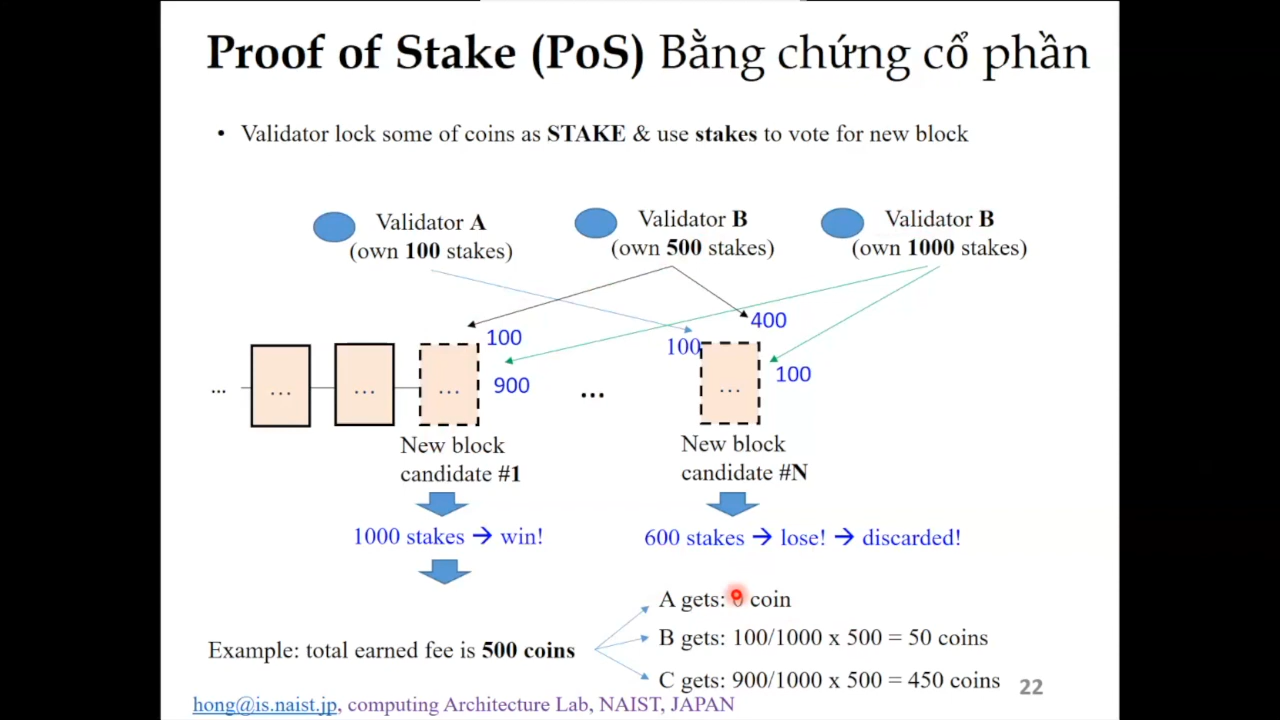 Proof of Stake (PoS) Bằng chứng cổ phần
• Validator lock some of coins as STAKE & use stakes to vote for new block
Validator A
(own 100 stakes)
Validator B
(own 500 stakes)
Validator B
(own 1000 stakes)
100
900
400
100
100
...
...
...
...
...
...
New block
candidate #1
New block
candidate #N
1000 stakes → win!
600 stakes → lose! → discarded!
Example: total earned fee is 500 coins
A gets: 0 coin
B gets: 100/1000 x 500 = 50 coins
C gets: 900/1000 x 500 = 450 coins
22
hong@is.naist.jp, computing Architecture Lab, NAIST, JAPAN